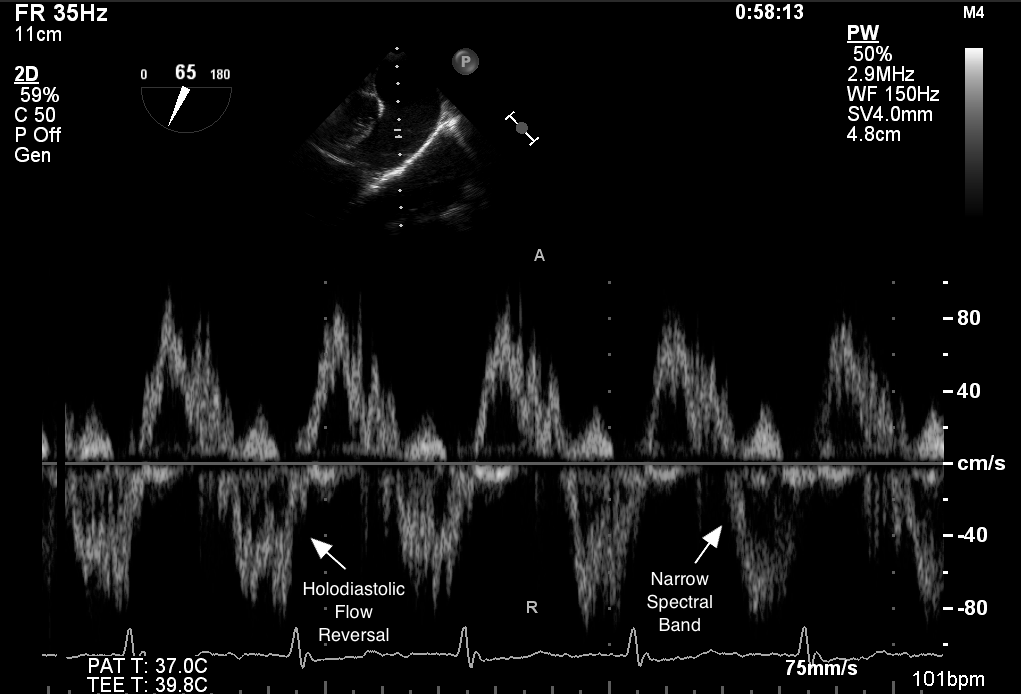 FR 35Hz
11cm
0:58:13
M4
2D
59%
C 50
P Off
Gen
0 65 180
P
PW
50%
2.9MHz
WF 150Hz
SV4.0mm
4.8cm
A
80
40
cm/s
-40
-80
Holodiastolic
Flow
Reversal
R
Narrow
Spectral
Band
PAT T: 37.0C
TEE T: 39.8C
75mm/s
101bpm